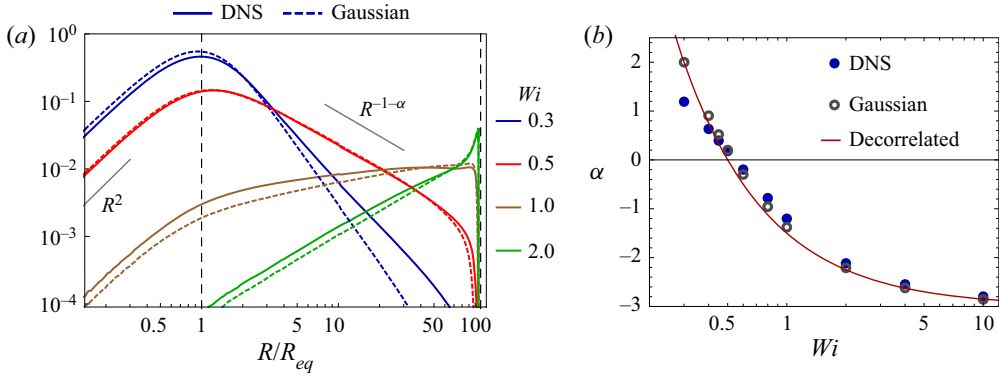 DNS Gaussian
(a)
10^0
10^-1
10^-2
10^-3
10^-4
R^2
R^{-1-α}
0.5 1 5 10 50 100
R/R_{eq}
Wi
0.3
0.5
1.0
2.0
(b)
2
1
0
-1
-2
-3
α
DNS
Gaussian
Decorrelated
0.5 1 5 10
Wi